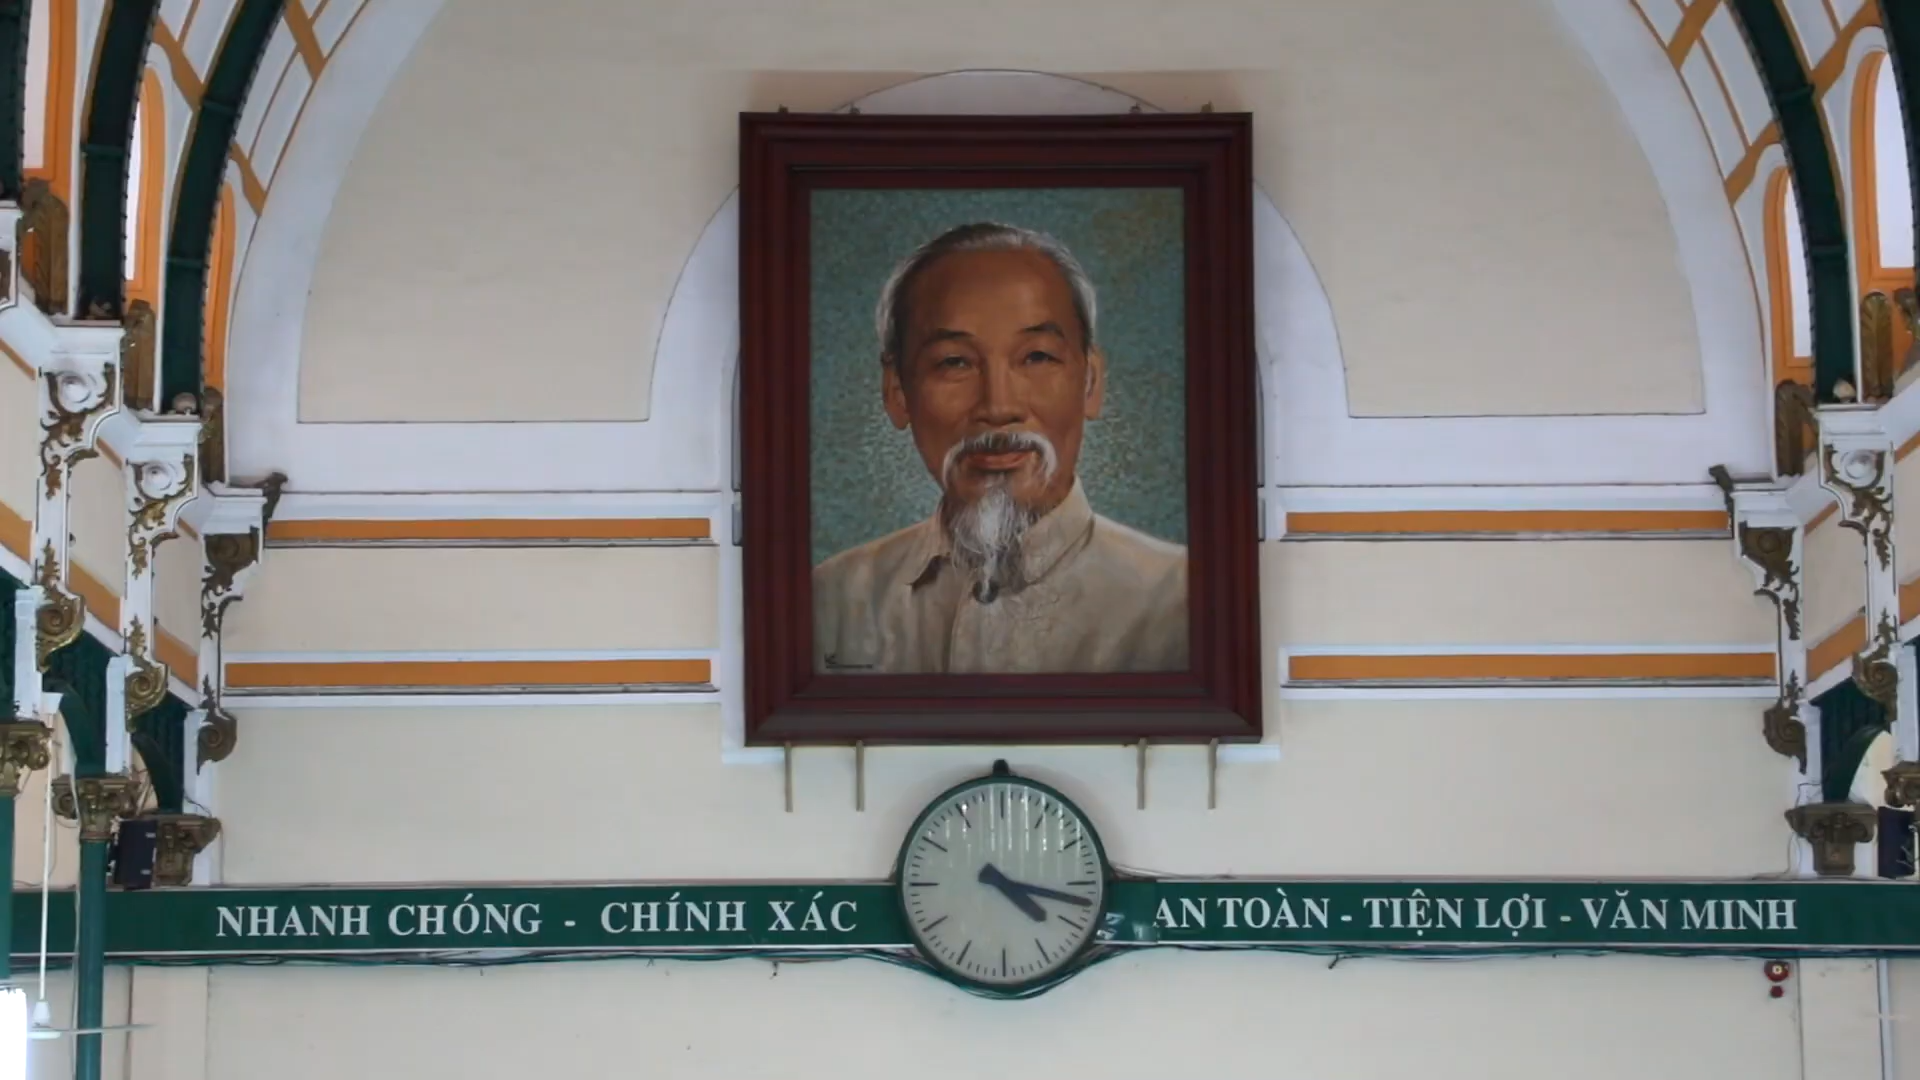 NHANH CHÓNG - CHÍNH XÁC
AN TOÀN - TIỆN LỢI - VĂN MINH